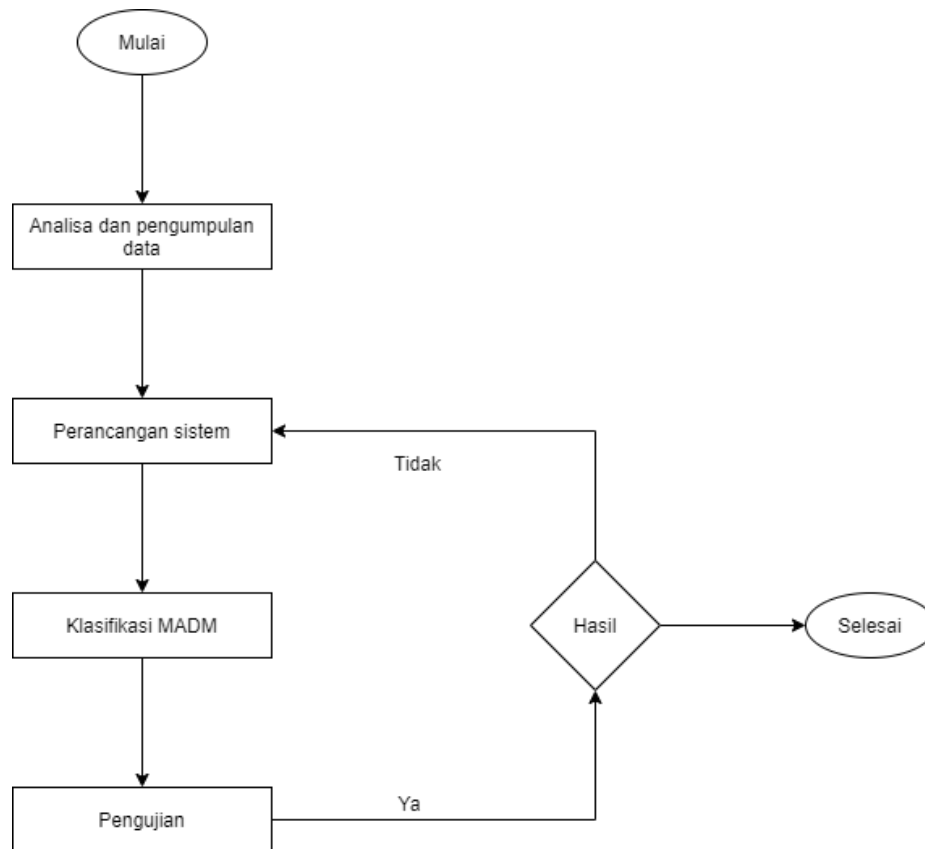 Mulai
Analisa dan pengumpulan
data
Perancangan sistem
Tidak
Klasifikasi MADM
Hasil
Selesai
Ya
Pengujian